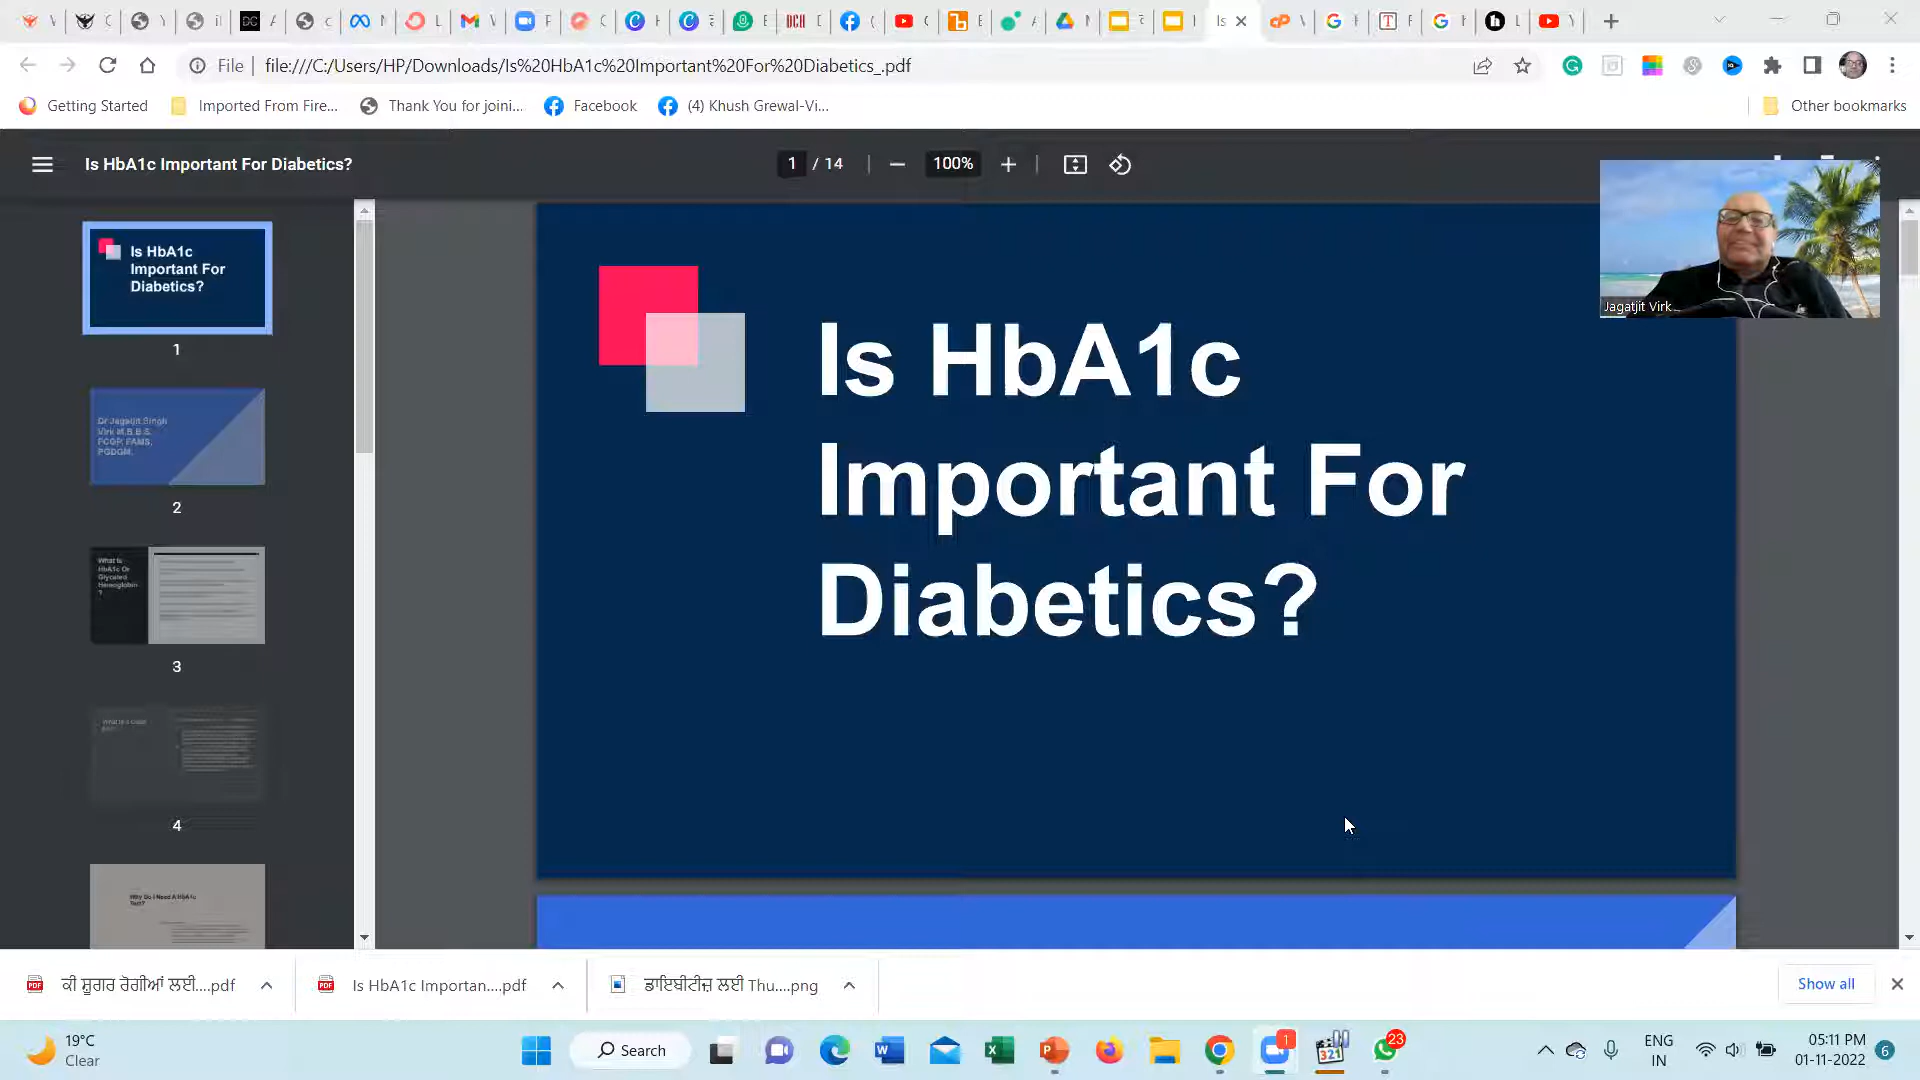 File
file:///C:/Users/HP/Downloads/Is%20HbA1c%20Important%20For%20Diabetics_.pdf
Getting Started
Imported From Fire...
Thank You for joini...
Facebook
(4) Khush Grewal-Vi...
Other bookmarks
Is HbA1c Important For Diabetics?
1 / 14
100%
Jagatjit Virk
Is HbA1c
Important For
Diabetics?
1
Dr Jagatjit Singh
Virk M.B.B.S.
FCGP, FAMS,
PGDGM.
2
What Is
HbA1c Or
Glycated
Hemoglobin
?
3
4
Why Do I Need A HbA1c
Test?
Is HbA1c
Important For
Diabetics?
ਕੀ ਸ਼ੂਗਰ ਰੋਗੀਆਂ ਲਈ....pdf
Is HbA1c Importan....pdf
ਡਾਇਬੀਟੀਜ਼ ਲਈ Thu....png
Show all
19°C
Clear
Search
1
23
ENG
IN
05:11 PM
01-11-2022
6